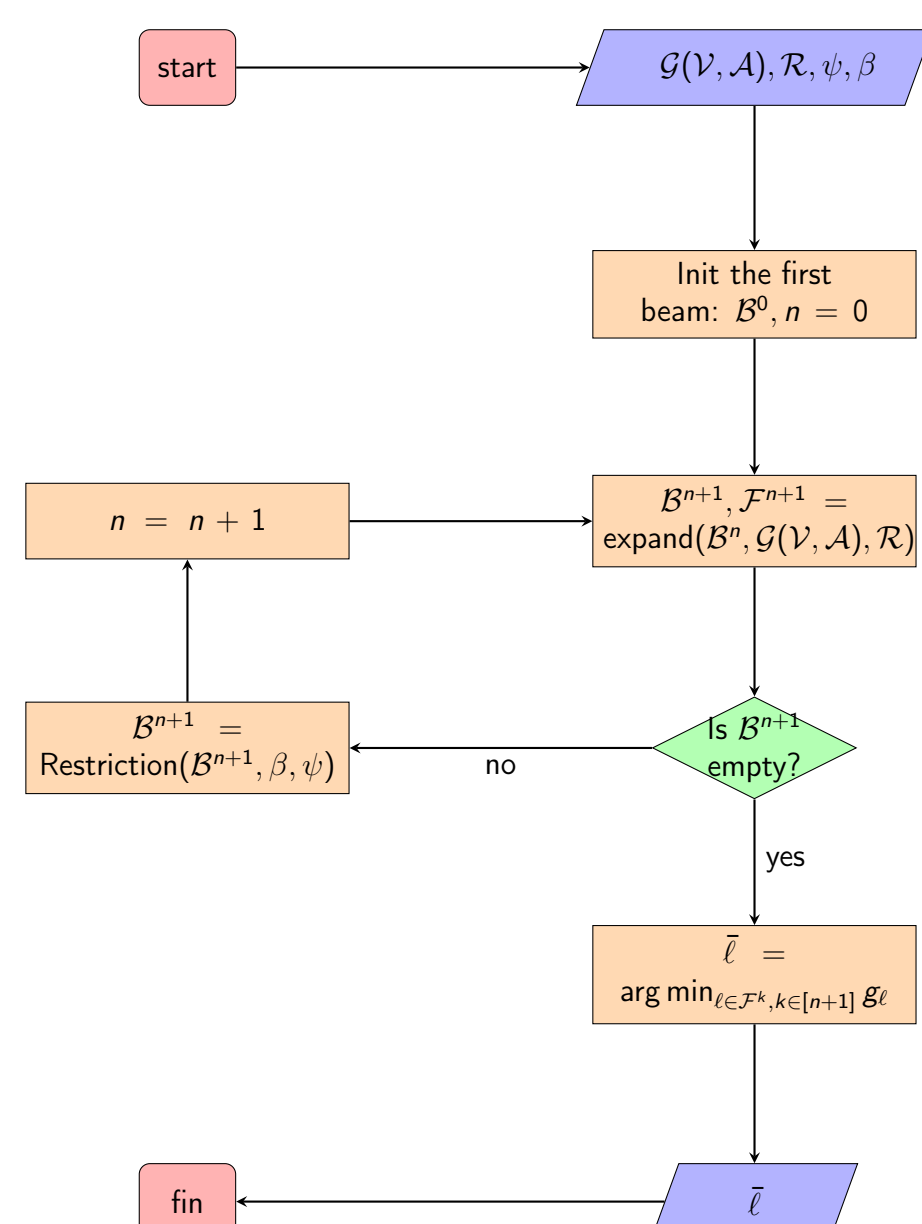 start
𝒢(𝒱, 𝒜), ℛ, ψ, β
Init the first
beam: ℬ⁰, n = 0
n = n + 1
ℬⁿ⁺¹, ℱⁿ⁺¹ =
expand(ℬⁿ, 𝒢(𝒱, 𝒜), ℛ)
ℬⁿ⁺¹ =
Restriction(ℬⁿ⁺¹, β, ψ)
no
Is ℬⁿ⁺¹
empty?
yes
ℓ̄ =
arg min_{ℓ∈ℱᵏ, k∈[n+1]} g_ℓ
fin
ℓ̄